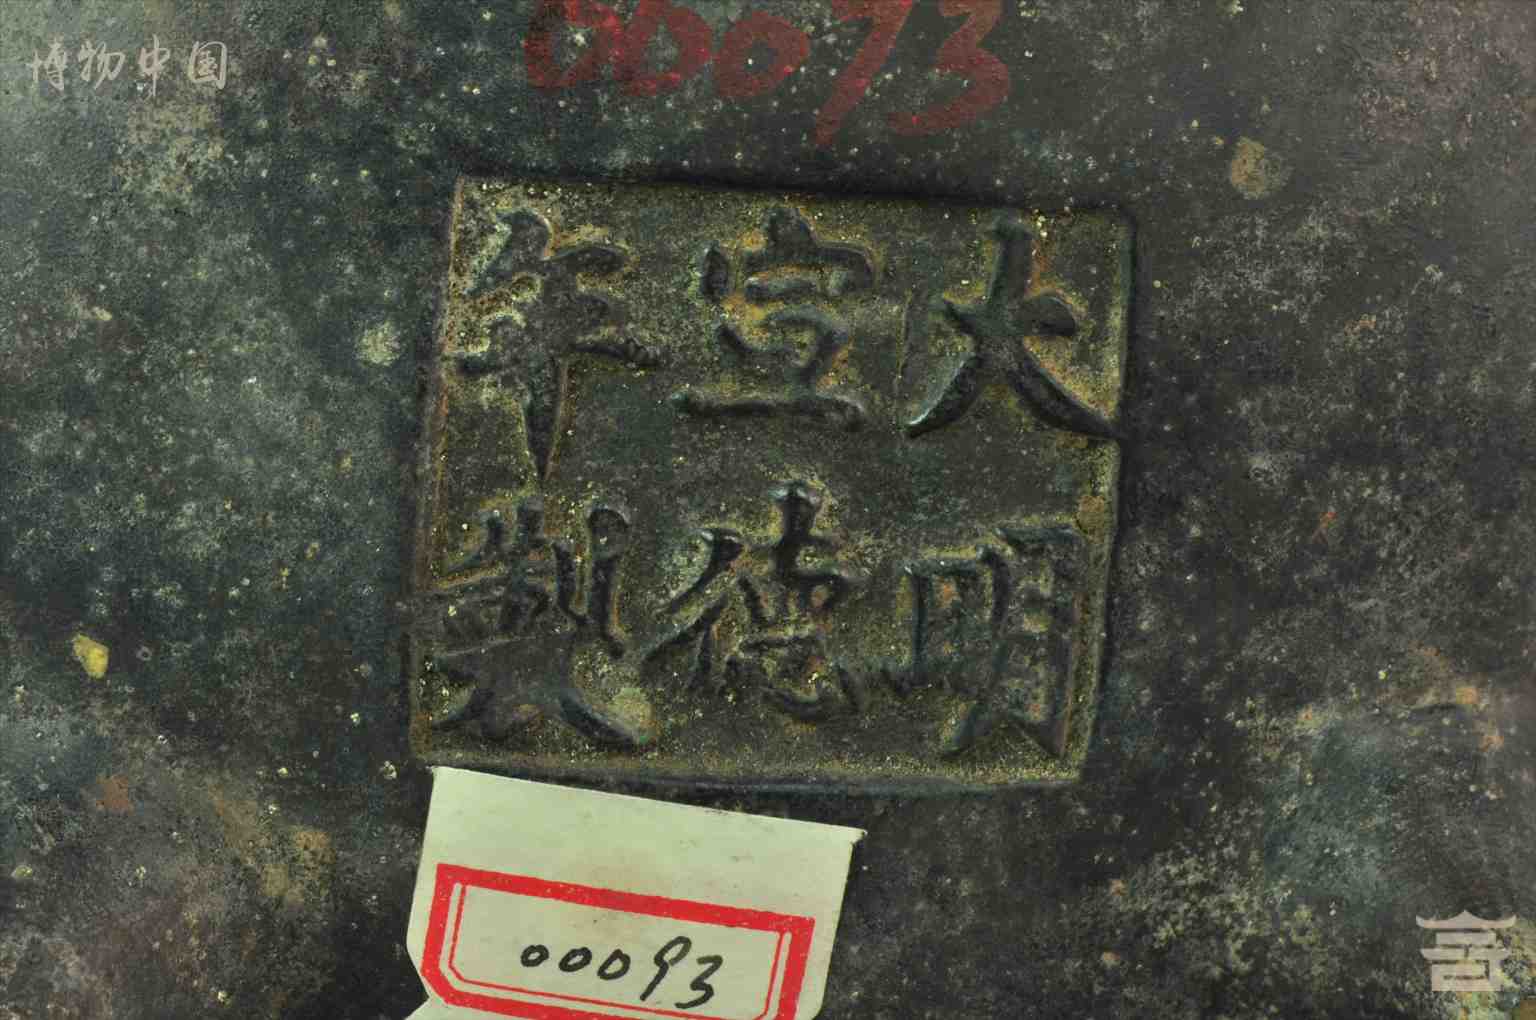 博物中国
00093
大明
宣德
年製
00093